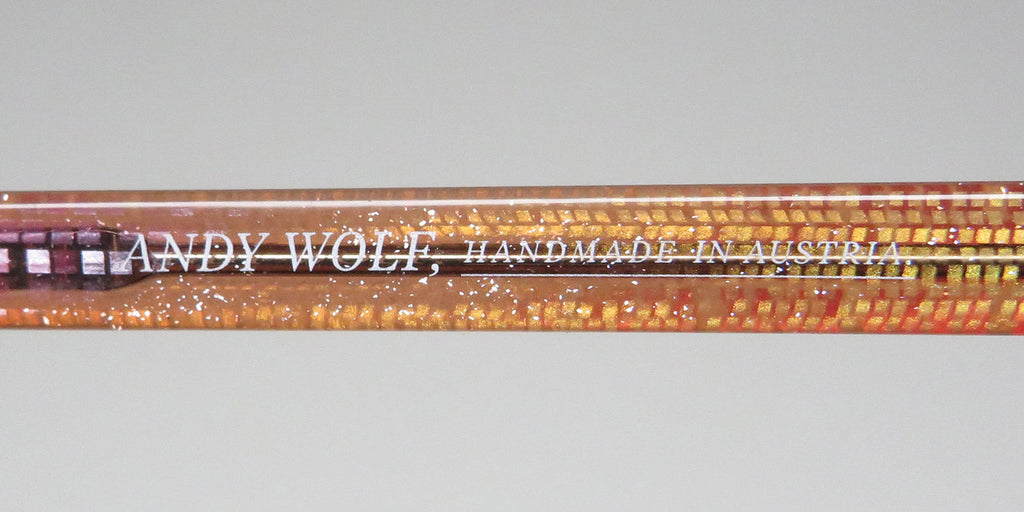 ANDY WOLF, HANDMADE IN AUSTRIA.